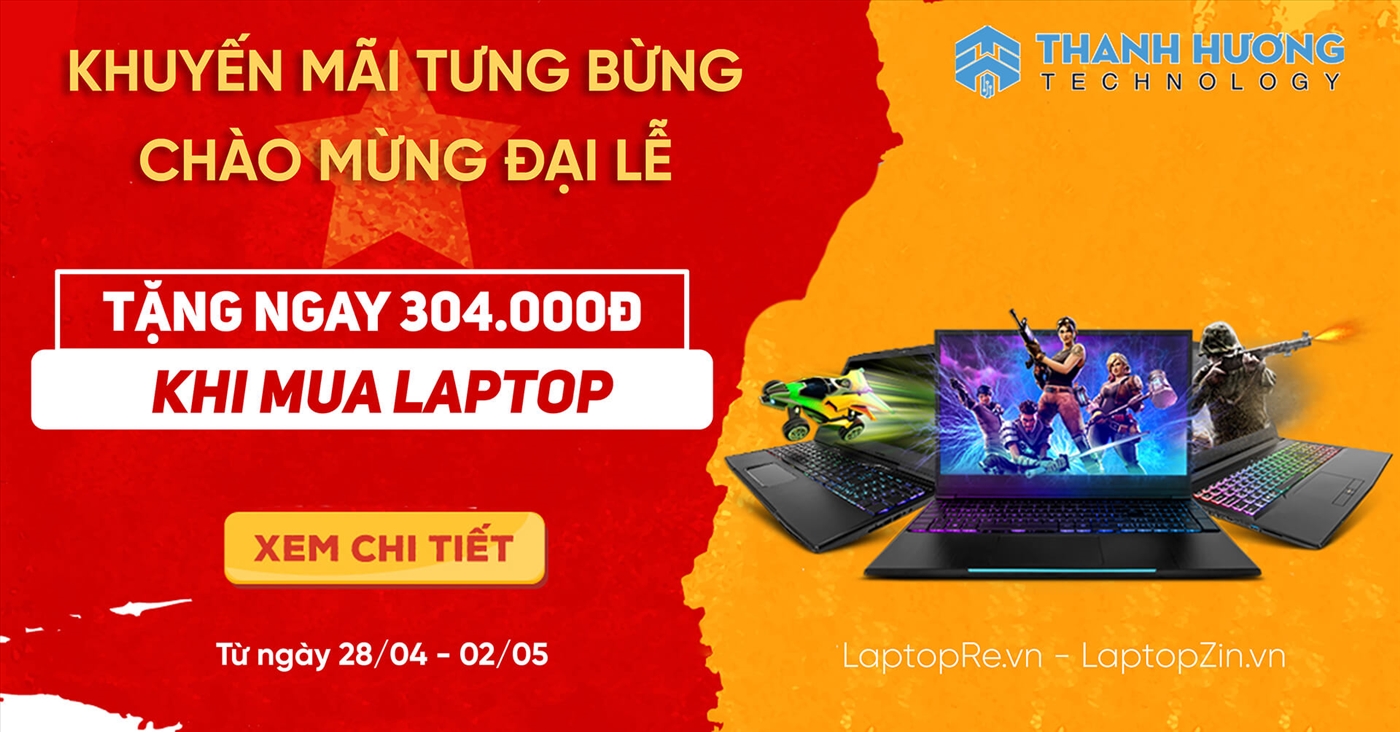 KHUYẾN MÃI TƯNG BỪNG
CHÀO MỪNG ĐẠI LỄ
THANH HƯƠNG
TECHNOLOGY
TẶNG NGAY 304.000Đ
KHI MUA LAPTOP
XEM CHI TIẾT
Từ ngày 28/04 - 02/05
LaptopRe.vn - LaptopZin.vn